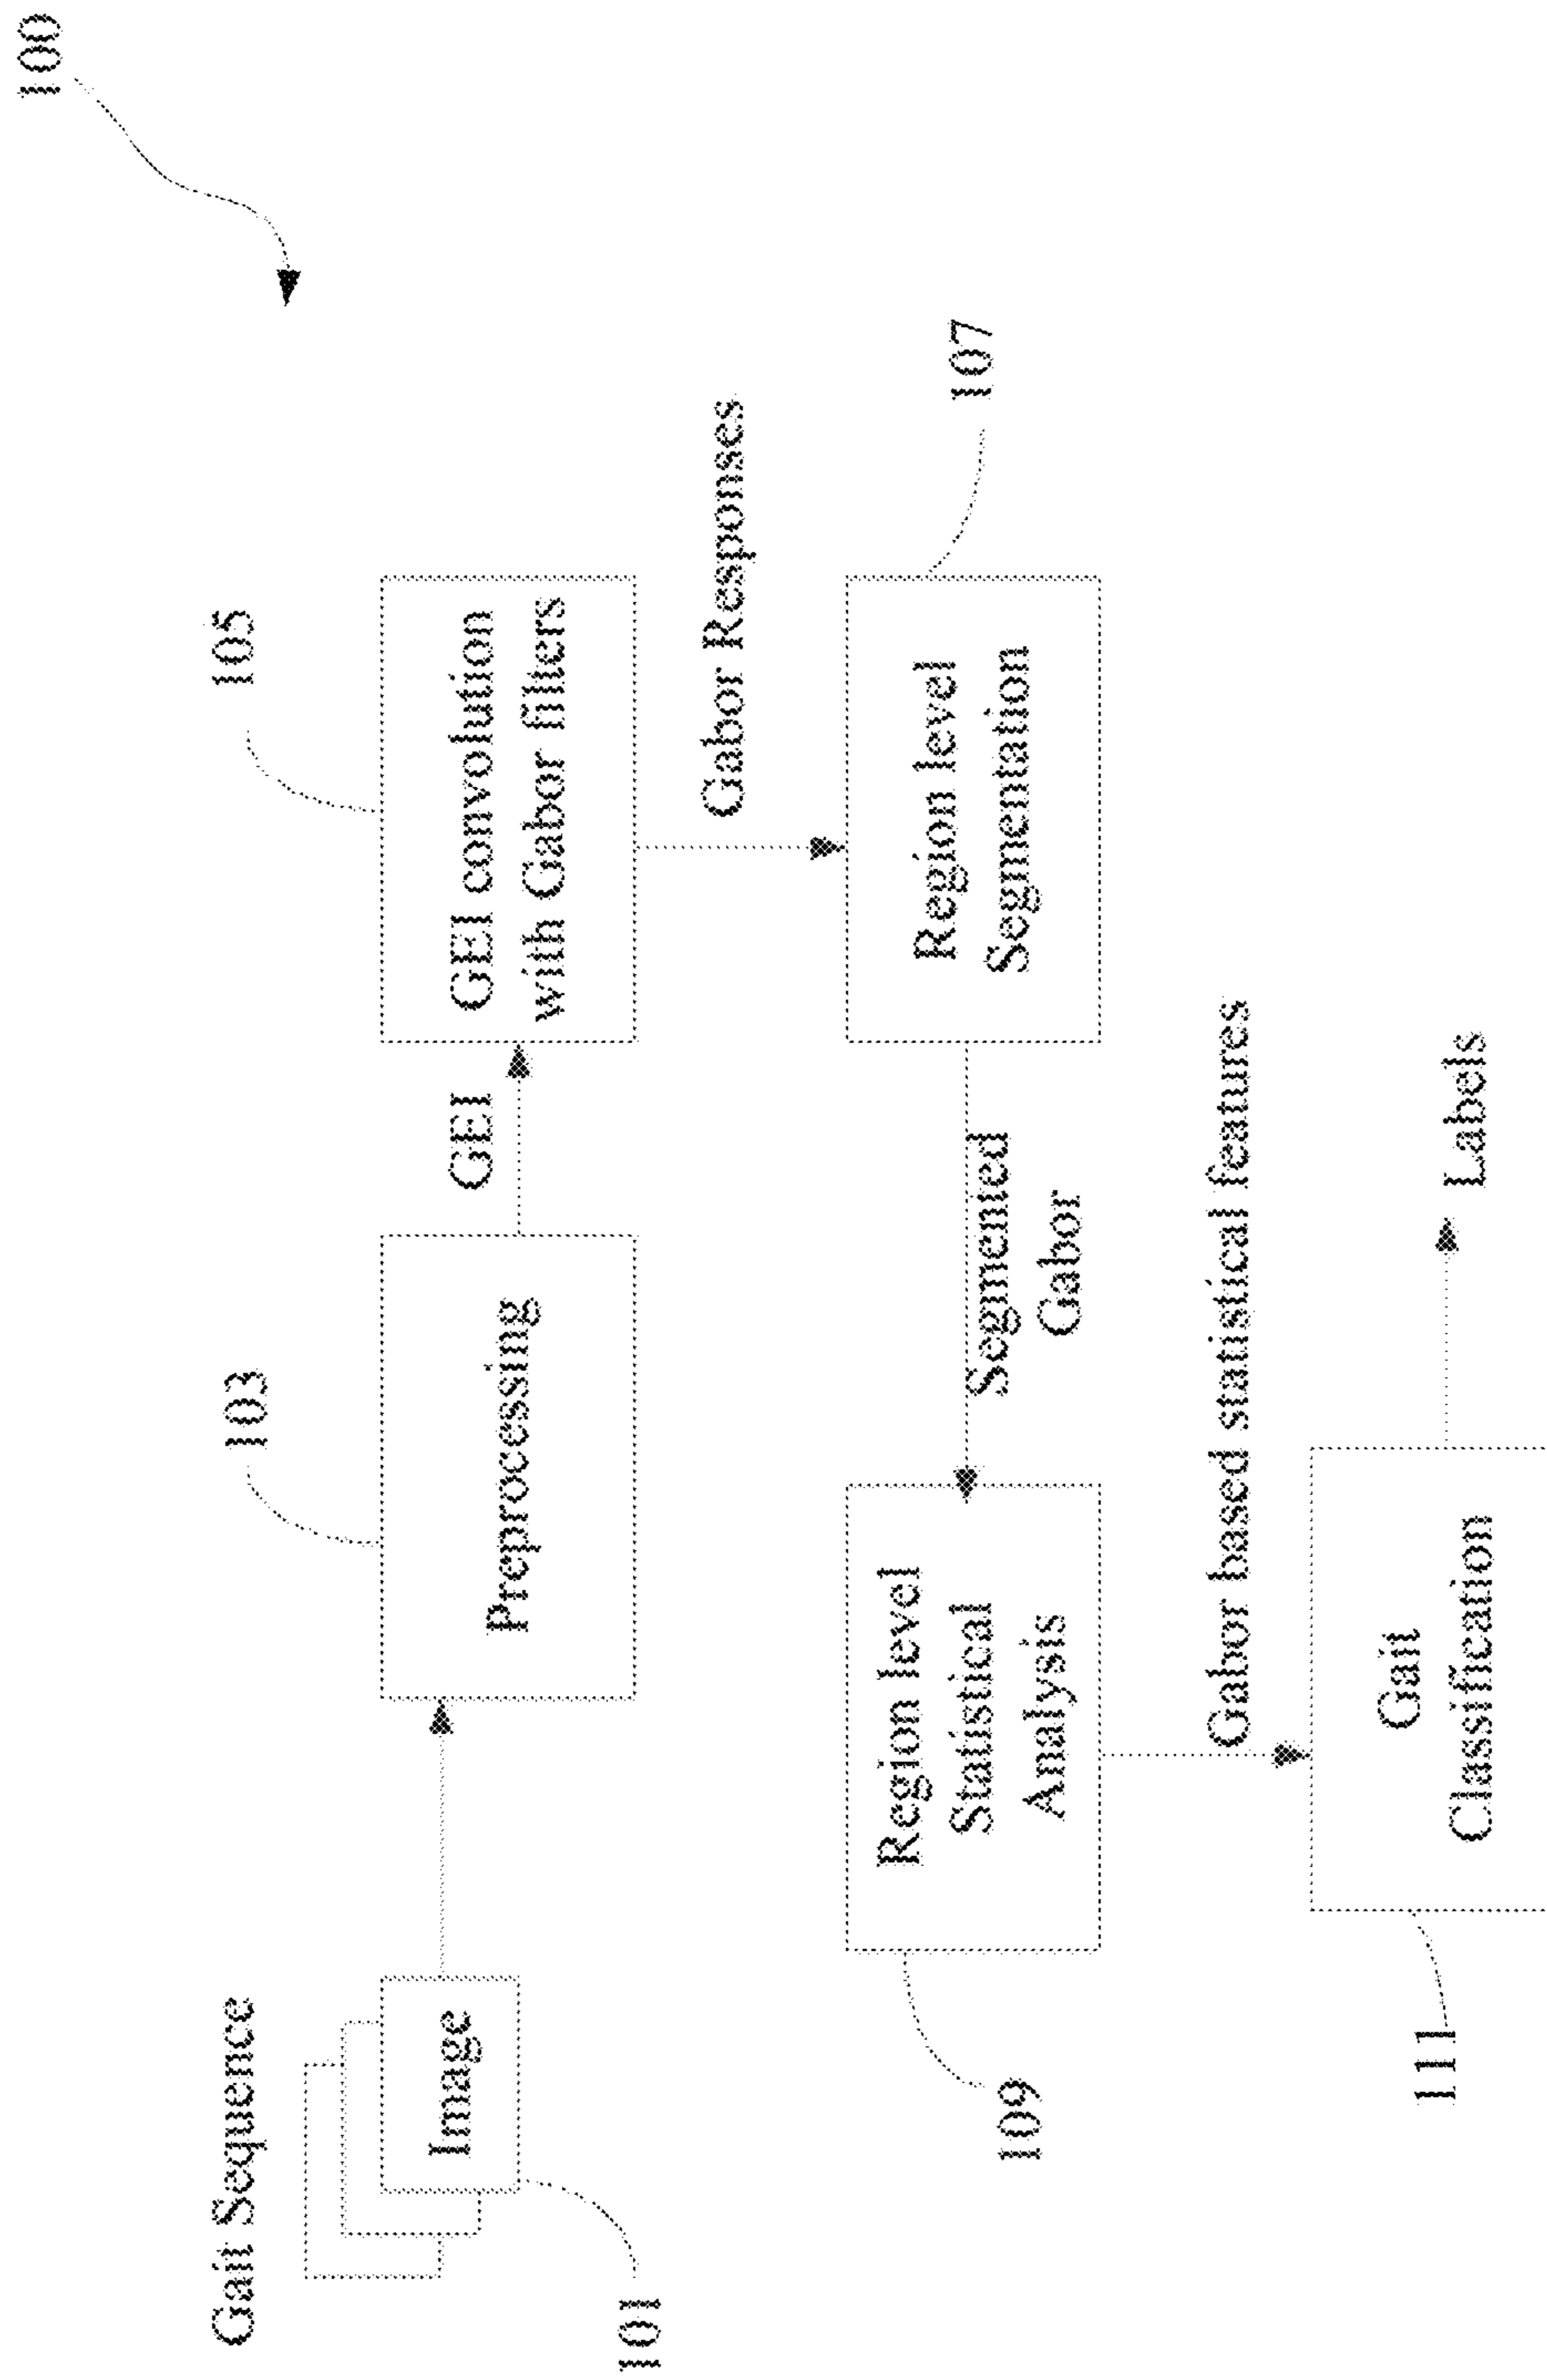 100
Gait Sequence
Image
101
103
Preprocessing
GEI
105
GEI convolution
with Gabor filters
Gabor Responses
107
Region level
Segmentation
Segmented
Gabor
Region level
Statistical
Analysis
109
Gabor based statistical features
Gait
Classification
111
Labels